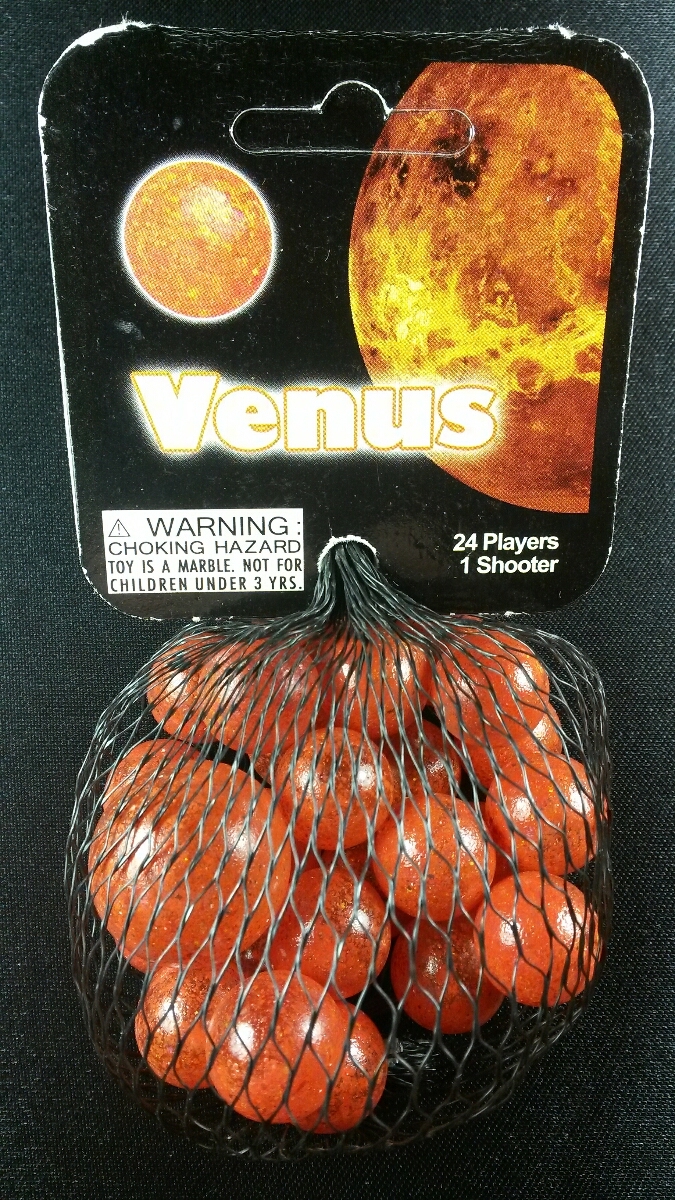 Venus
⚠ WARNING:
CHOKING HAZARD
TOY IS A MARBLE. NOT FOR
CHILDREN UNDER 3 YRS.
24 Players
1 Shooter